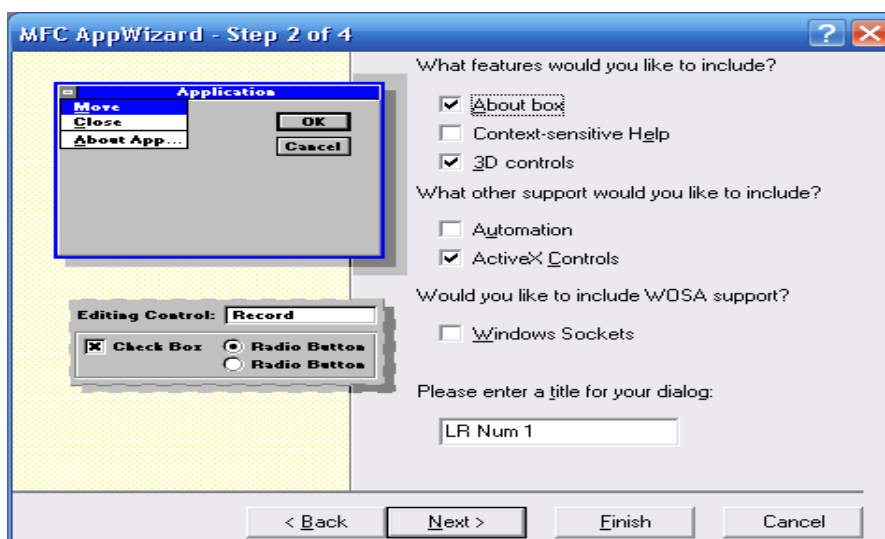 MFC AppWizard - Step 2 of 4
Application
Move
Close
About App...
OK
Cancel
Editing Control: Record
Check Box
Radio Button
Radio Button
What features would you like to include?
About box
Context-sensitive Help
3D controls
What other support would you like to include?
Automation
ActiveX Controls
Would you like to include WOSA support?
Windows Sockets
Please enter a title for your dialog:
LR Num 1
< Back Next > Finish Cancel